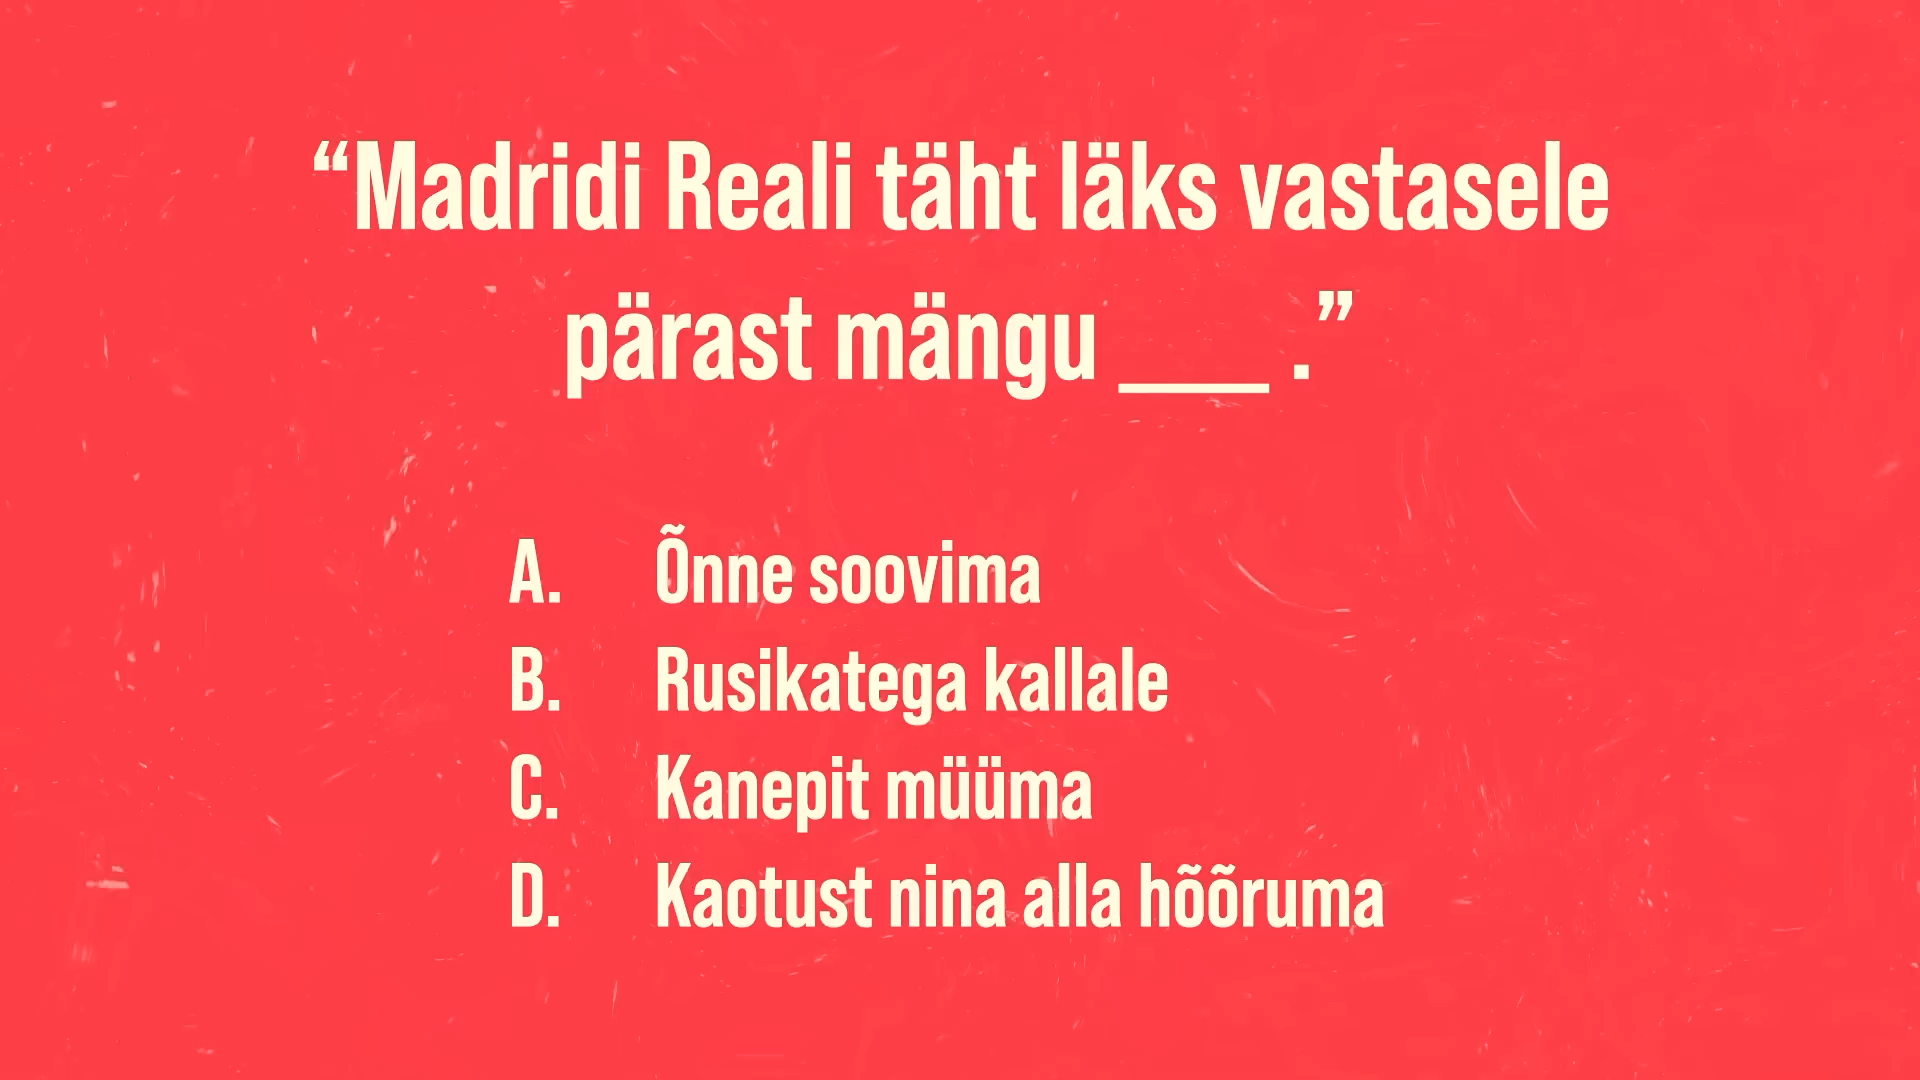 “Madridi Reali täht läks vastasele
pärast mängu ___ .”
A. Õnne soovima
B. Rusikatega kallale
C. Kanepit müüma
D. Kaotust nina alla hõõruma